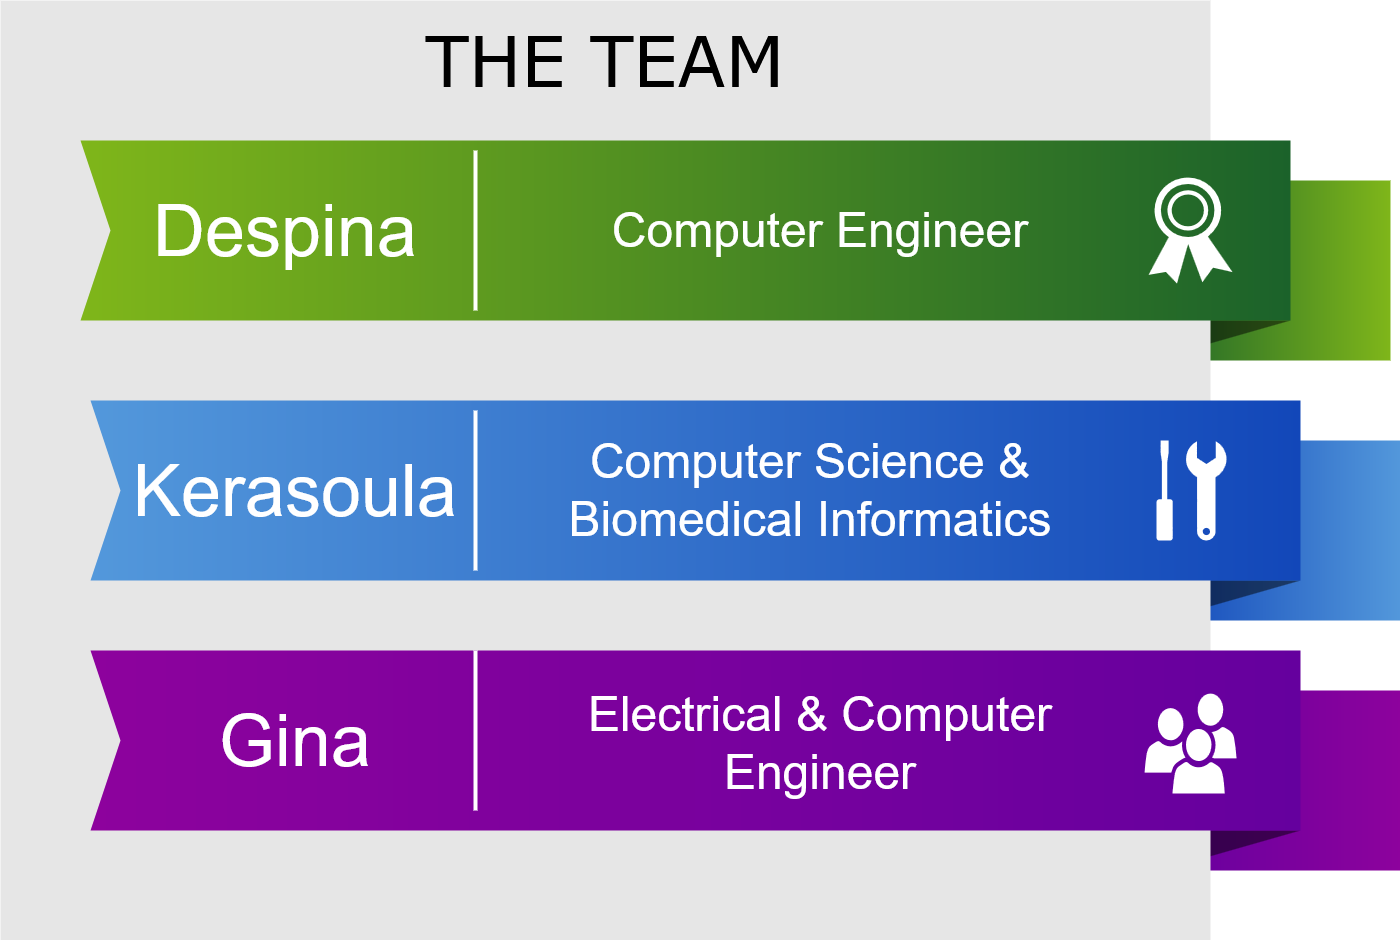 THE TEAM
Despina
Computer Engineer
Kerasoula
Computer Science &
Biomedical Informatics
Gina
Electrical & Computer
Engineer